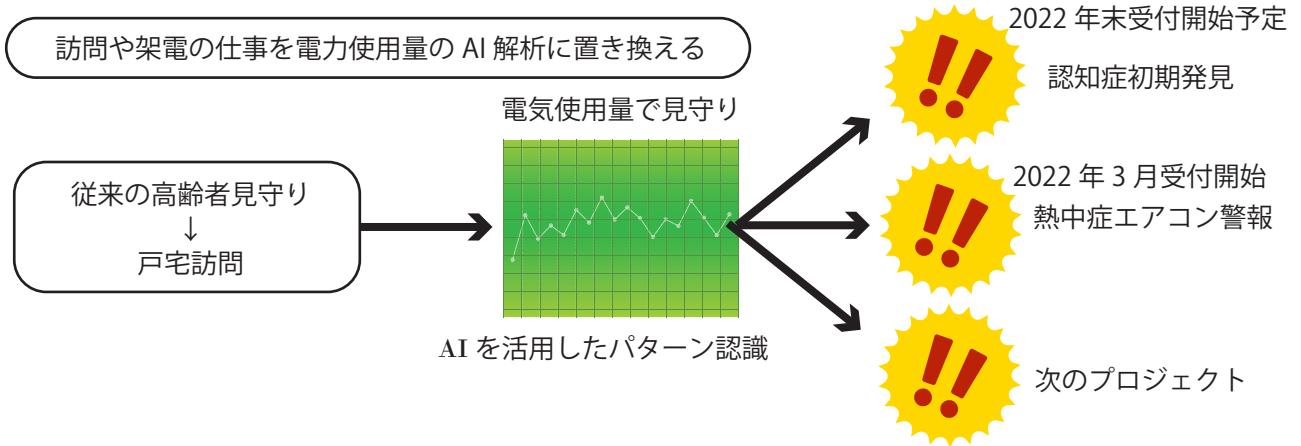 訪問や架電の仕事を電力使用量の AI 解析に置き換える
従来の高齢者見守り
↓
戸宅訪問
電気使用量で見守り
AI を活用したパターン認識
2022 年末受付開始予定
認知症初期発見
2022 年 3 月受付開始
熱中症エアコン警報
次のプロジェクト